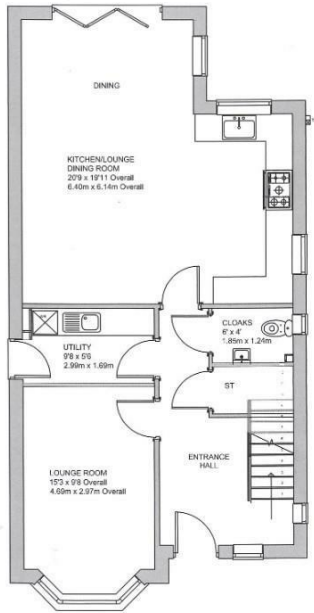 DINING
KITCHEN/LOUNGE
DINING ROOM
20'9 x 19'11 Overall
6.40m x 6.14m Overall
CLOAKS
6' x 4'
1.85m x 1.24m
UTILITY
9'8 x 5'6
2.99m x 1.69m
ST
ENTRANCE
HALL
LOUNGE ROOM
15'3 x 9'8 Overall
4.69m x 2.97m Overall